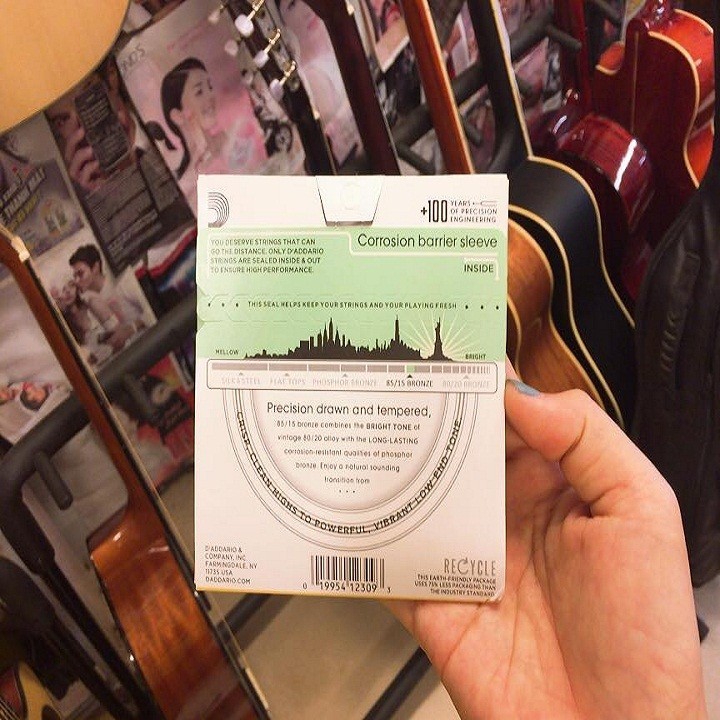 +100 YEARS
OF PRECISION
ENGINEERING
YOU DESERVE STRINGS THAT CAN
GO THE DISTANCE. ONLY D'ADDARIO
STRINGS ARE SEALED INSIDE & OUT
TO ENSURE HIGH PERFORMANCE.
Corrosion barrier sleeve
INSIDE
THIS SEAL HELPS KEEP YOUR STRINGS AND YOUR PLAYING FRESH
MELLOW BRIGHT
SILK&STEEL FLAT TOPS PHOSPHOR BRONZE 85/15 BRONZE 80/20 BRONZE
Precision drawn and tempered,
85/15 bronze combines the BRIGHT TONE of
vintage 80/20 alloy with the LONG-LASTING
corrosion-resistant qualities of phosphor
bronze. Enjoy a natural sounding
transition from
...
CRISP, CLEAN HIGHS TO POWERFUL, VIBRANT LOW END TONE
D'ADDARIO &
COMPANY, INC
FARMINGDALE, NY
11735 USA
DADDARIO.COM
0 19954 12309 3
RECYCLE
THIS EARTH-FRIENDLY PACKAGE
USES 75% LESS PACKAGING THAN
THE INDUSTRY STANDARD